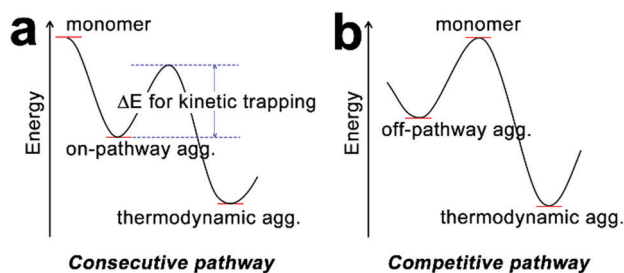 a
monomer
Energy
ΔE for kinetic trapping
on-pathway agg.
thermodynamic agg.
Consecutive pathway
b
monomer
Energy
off-pathway agg.
thermodynamic agg.
Competitive pathway